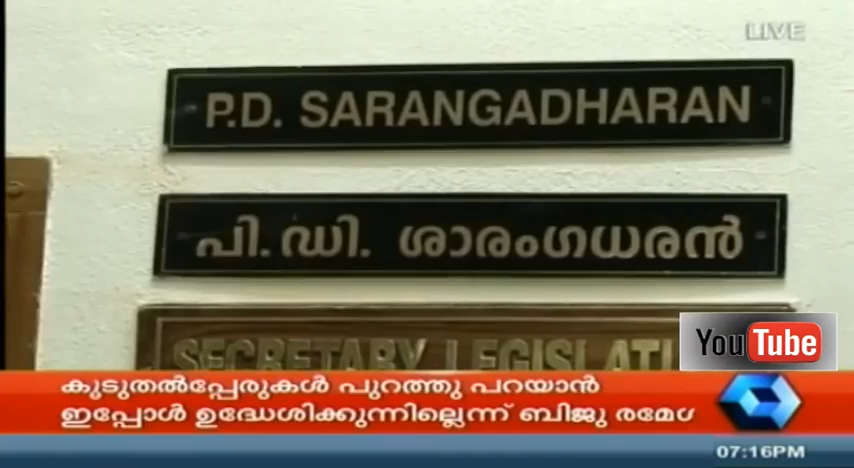 LIVE
P.D. SARANGADHARAN
പി. ഡി. ശാരംഗധരൻ
SECRETARY LEGISLATI
YouTube
കൂടുതൽപ്പേരുകൾ പുറത്തു പറയാൻ
ഇപ്പോൾ ഉദ്ധേശിക്കുന്നില്ലെന്ന് ബിജു രമേശ
07:16PM